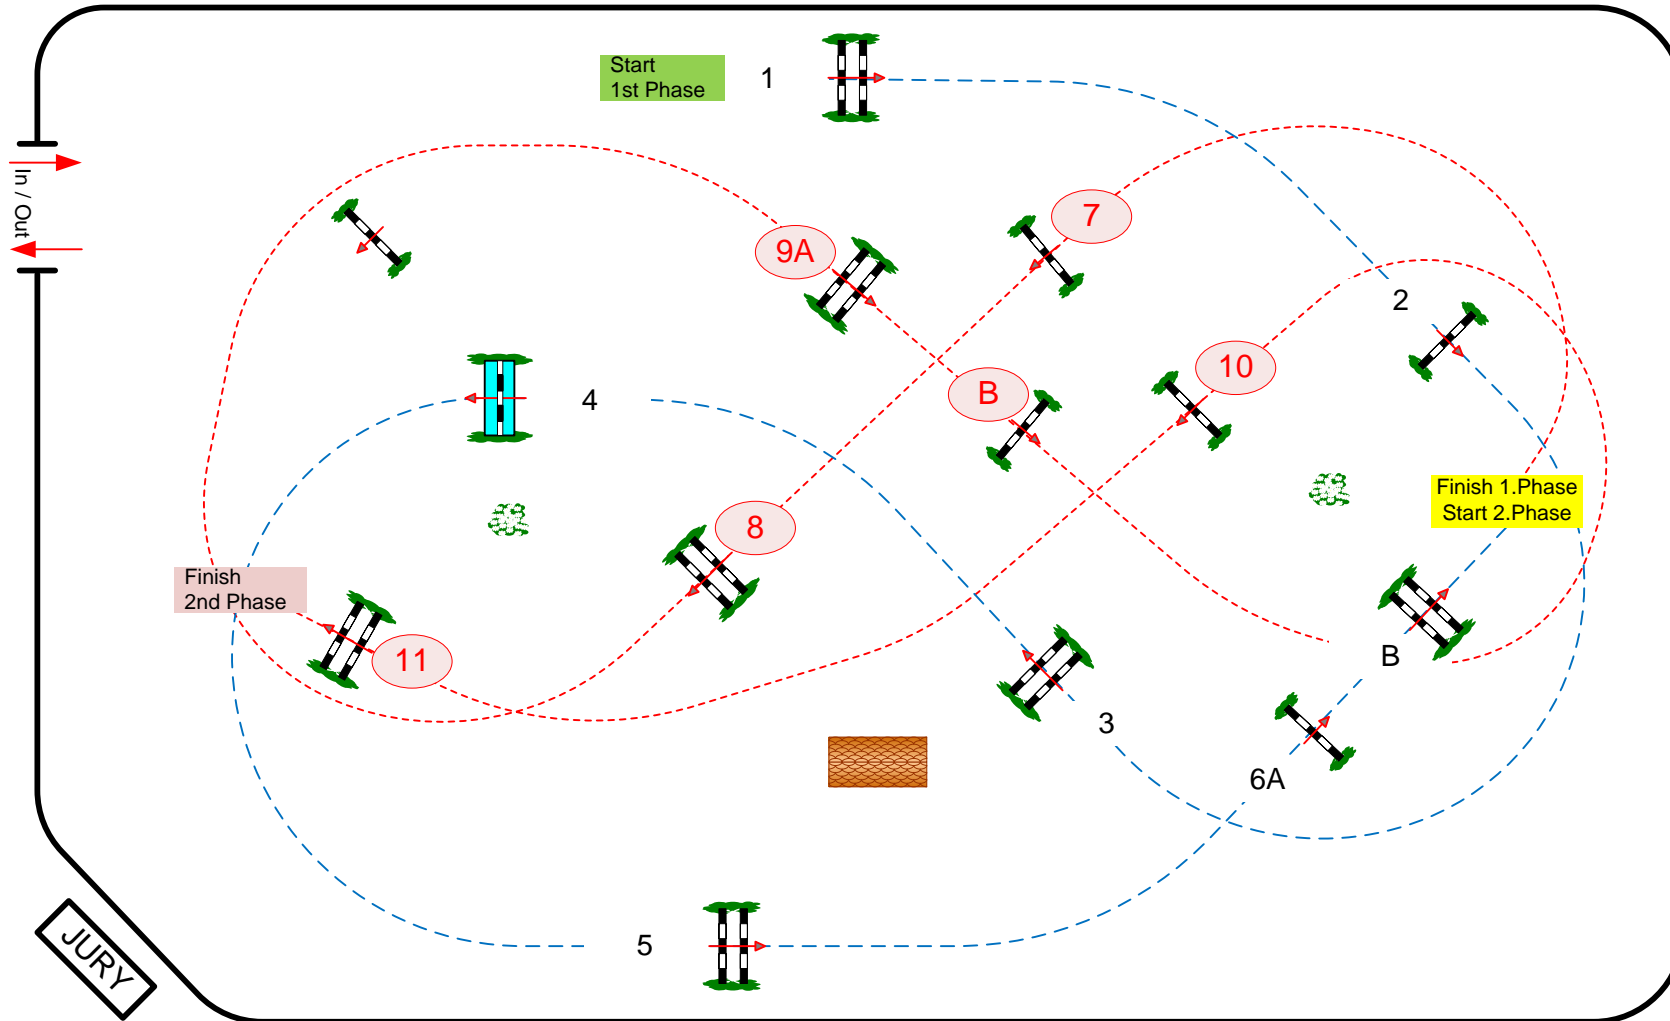 Start
1st Phase
1
In / Out
7
9A
2
10
4
B
Finish 1.Phase
Start 2.Phase
8
Finish
2nd Phase
11
B
3
6A
5
JURY